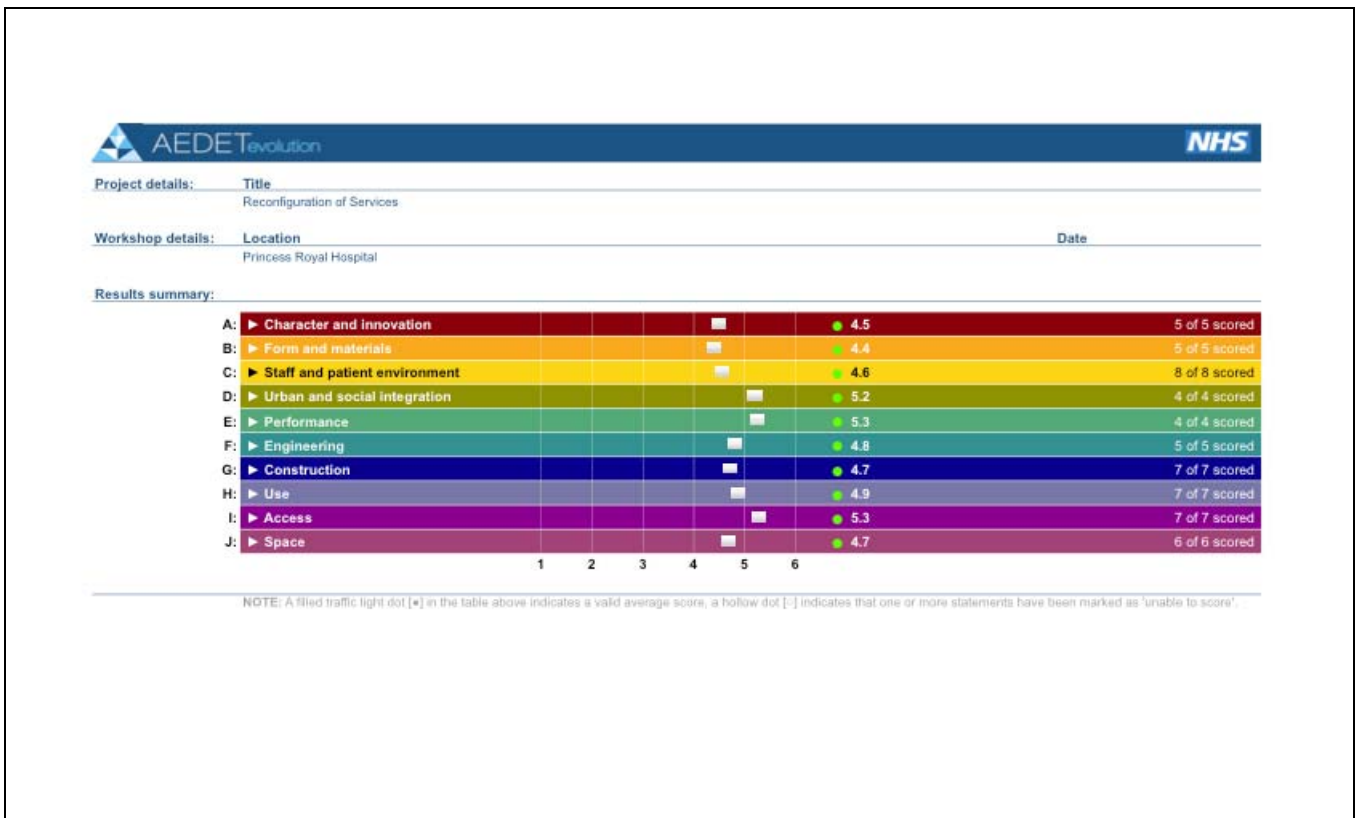 AEDETevolution NHS
Project details: Title
Reconfiguration of Services
Workshop details: Location Date
Princess Royal Hospital
Results summary:
A: ► Character and innovation ● 4.5 5 of 5 scored
B: ► Form and materials ● 4.4 5 of 5 scored
C: ► Staff and patient environment ● 4.6 8 of 8 scored
D: ► Urban and social integration ● 5.2 4 of 4 scored
E: ► Performance ● 5.3 4 of 4 scored
F: ► Engineering ● 4.8 5 of 5 scored
G: ► Construction ● 4.7 7 of 7 scored
H: ► Use ● 4.9 7 of 7 scored
I: ► Access ● 5.3 7 of 7 scored
J: ► Space ● 4.7 6 of 6 scored
1 2 3 4 5 6
NOTE: A filled traffic light dot [●] in the table above indicates a valid average score, a hollow dot [○] indicates that one or more statements have been marked as 'unable to score'.